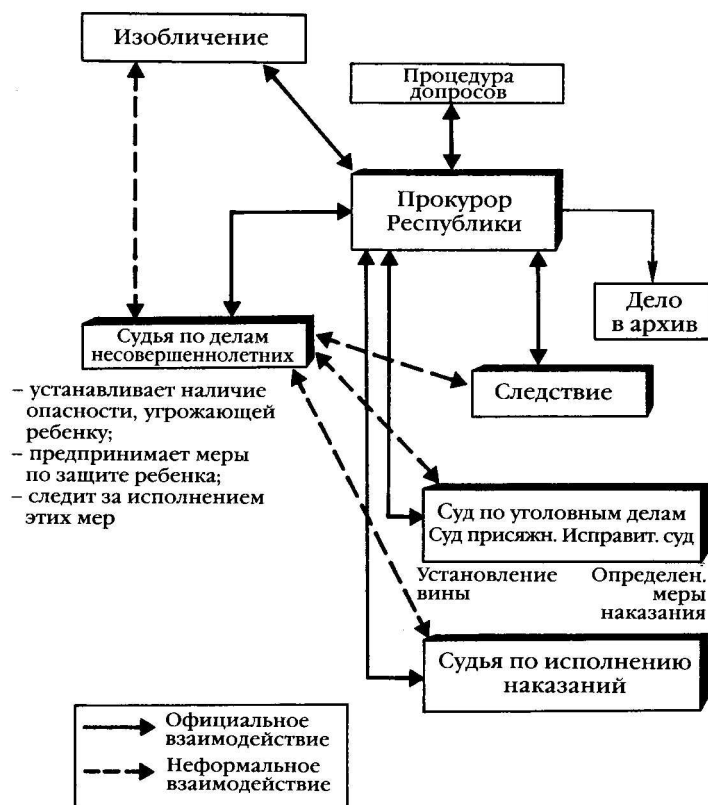 Изобличение
Процедура
допросов
Прокурор
Республики
Дело
в архив
Судья по делам
несовершеннолетних
– устанавливает наличие
опасности, угрожающей
ребенку;
– предпринимает меры
по защите ребенка;
– следит за исполнением
этих мер
Следствие
Суд по уголовным делам
Суд присяжн. Исправит. суд
Установление
вины
Определен.
меры
наказания
Судья по исполнению
наказаний
Официальное
взаимодействие
Неформальное
взаимодействие